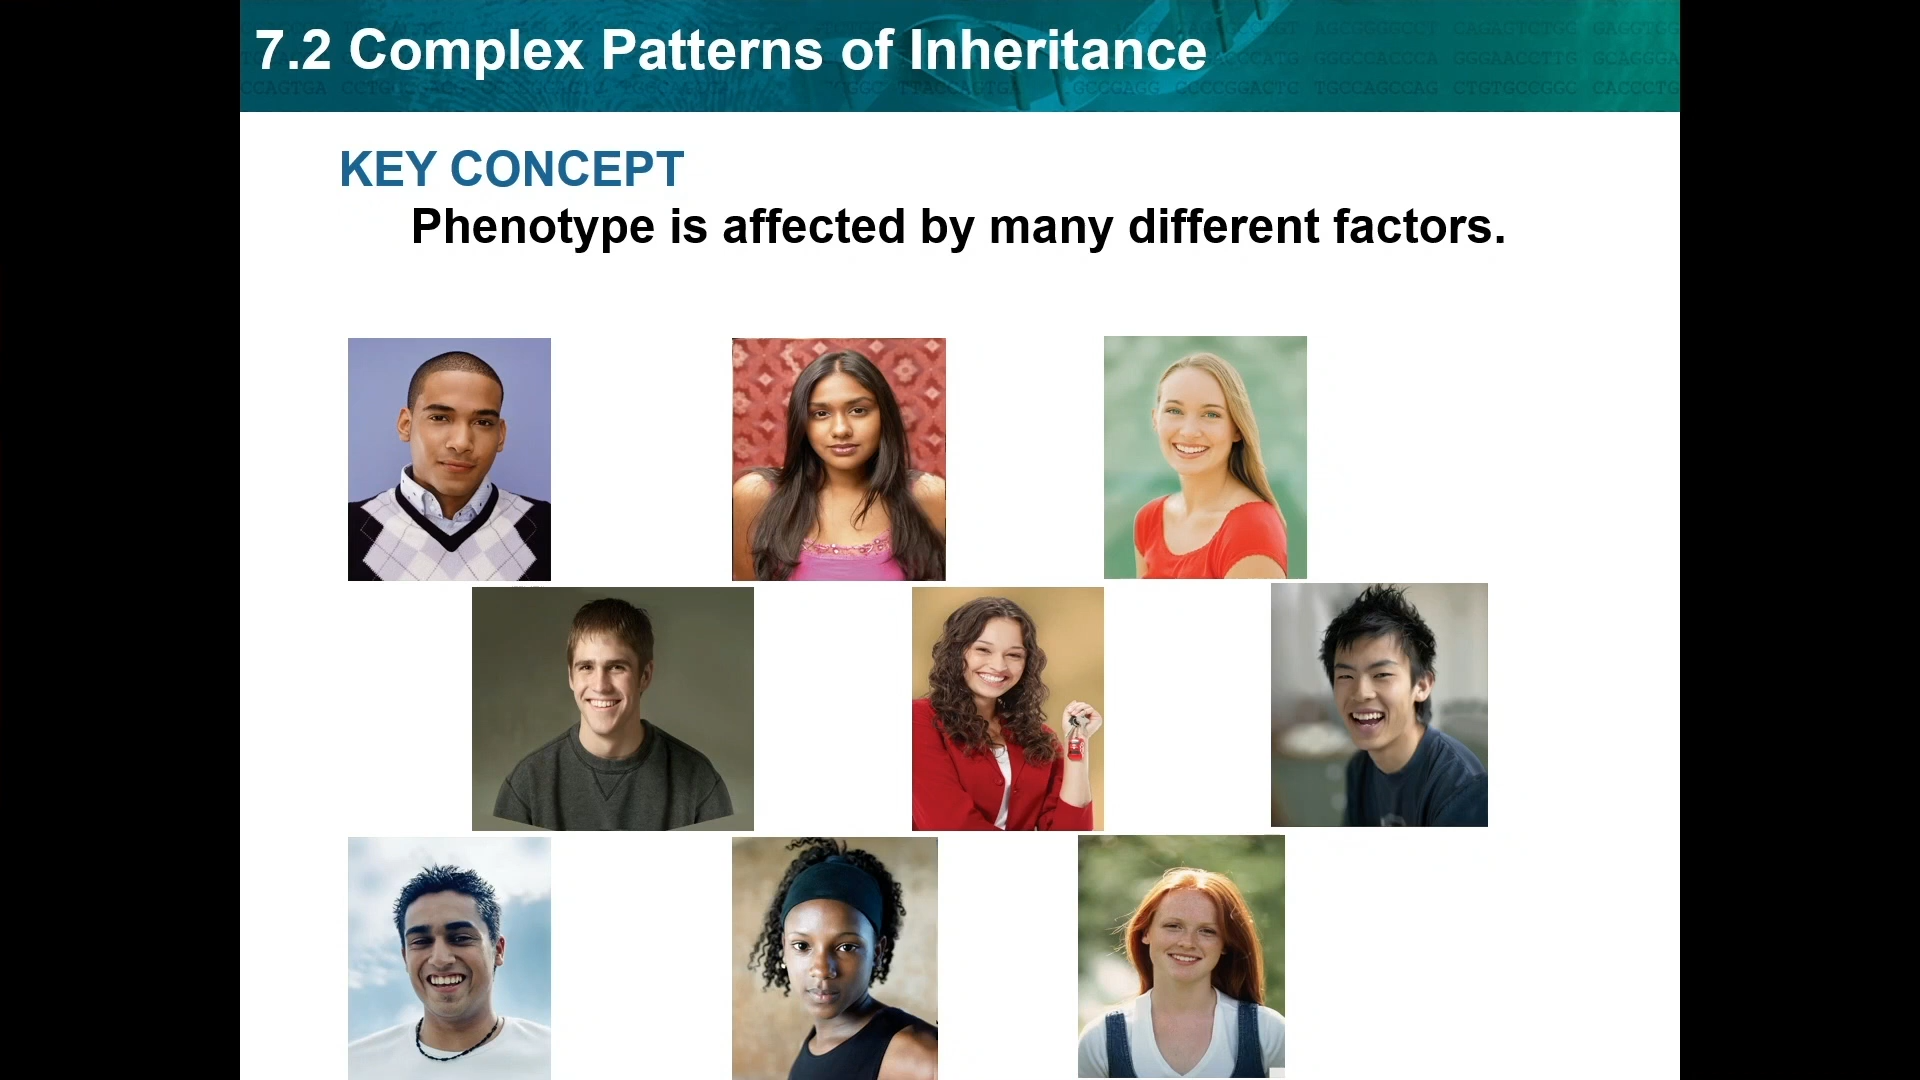 7.2 Complex Patterns of Inheritance
KEY CONCEPT
Phenotype is affected by many different factors.